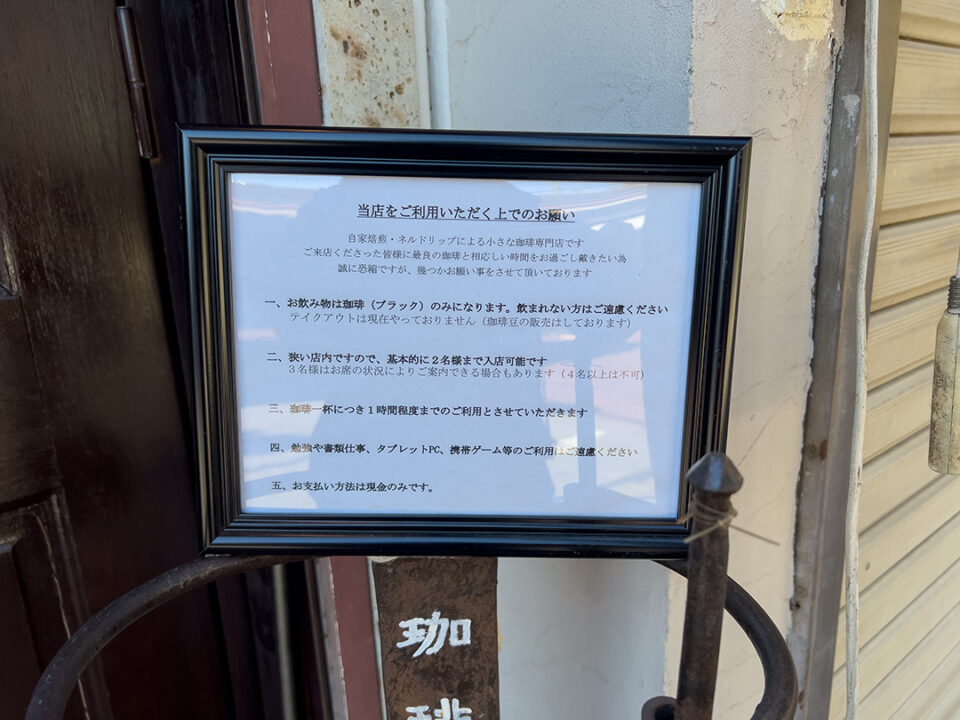 当店をご利用いただく上でのお願い
自家焙煎・ネルドリップによる小さな珈琲専門店です
ご来店くださった皆様に最良の珈琲と相応しい時間をお過ごし戴きたい為
誠に恐縮ですが、幾つかお願い事をさせて頂いております
一、お飲み物は珈琲（ブラック）のみになります。飲まれない方はご遠慮ください
テイクアウトは現在やっておりません（珈琲豆の販売はしております）
二、狭い店内ですので、基本的に２名様まで入店可能です
３名様はお席の状況によりご案内できる場合もあります（４名以上は不可）
三、珈琲一杯につき１時間程度までのご利用とさせていただきます
四、勉強や書類仕事、タブレットPC、携帯ゲーム等のご利用はご遠慮ください
五、お支払い方法は現金のみです。
珈
琲